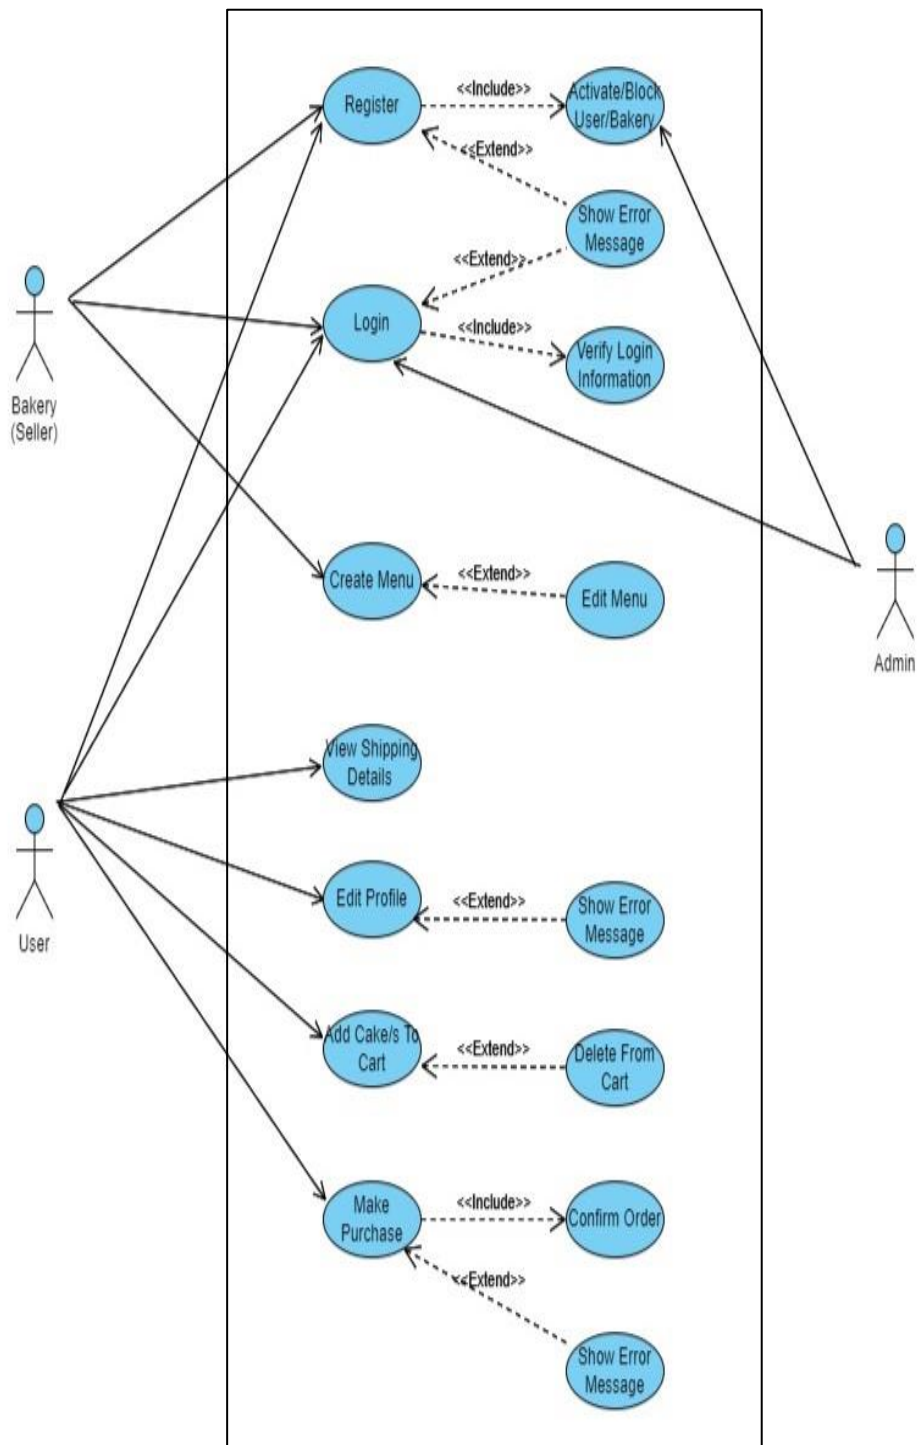 Register
<<Include>>
Activate/Block
User/Bakery
<<Extend>>
Show Error
Message
<<Extend>>
Login
<<Include>>
Verify Login
Information
Bakery
(Seller)
Create Menu
<<Extend>>
Edit Menu
Admin
View Shipping
Details
User
Edit Profile
<<Extend>>
Show Error
Message
Add Cake/s To
Cart
<<Extend>>
Delete From
Cart
Make
Purchase
<<Include>>
Confirm Order
<<Extend>>
Show Error
Message